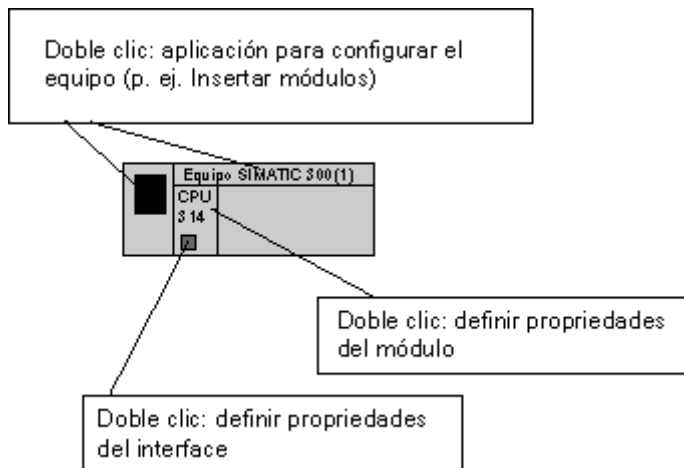 Doble clic: aplicación para configurar el
equipo (p. ej. Insertar módulos)
Equipo SIMATIC 300(1)
CPU
314
Doble clic: definir propriedades
del módulo
Doble clic: definir propriedades
del interface